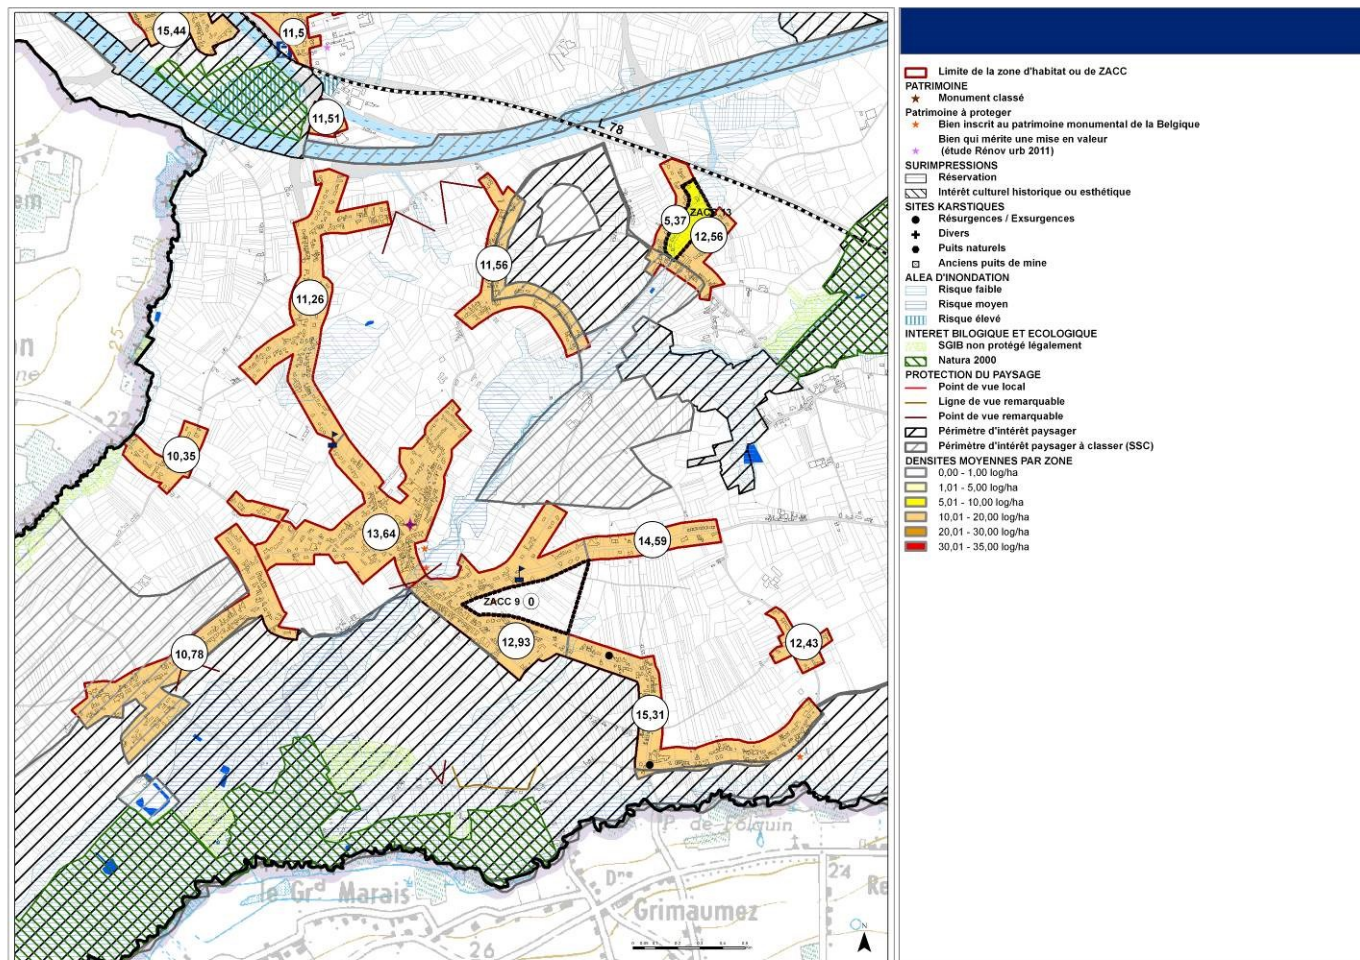 15,44
11,5
11,51
L 78
ZACC 13
5,37
12,56
11,56
11,26
22
25
10,35
13,64
14,59
ZACC 9 0
12,93
12,43
10,78
15,31
P. de Tolquin
le Grd Marais
Dne
Grimaumez
24
26
N
Limite de la zone d'habitat ou de ZACC
PATRIMOINE
Monument classé
Patrimoine à proteger
Bien inscrit au patrimoine monumental de la Belgique
Bien qui mérite une mise en valeur
(étude Rénov urb 2011)
SURIMPRESSIONS
Réservation
Intérêt culturel historique ou esthétique
SITES KARSTIQUES
Résurgences / Exsurgences
Divers
Puits naturels
Anciens puits de mine
ALEA D'INONDATION
Risque faible
Risque moyen
Risque élevé
INTERET BILOGIQUE ET ECOLOGIQUE
SGIB non protégé légalement
Natura 2000
PROTECTION DU PAYSAGE
Point de vue local
Ligne de vue remarquable
Point de vue remarquable
Périmètre d'intérêt paysager
Périmètre d'intérêt paysager à classer (SSC)
DENSITES MOYENNES PAR ZONE
0,00 - 1,00 log/ha
1,01 - 5,00 log/ha
5,01 - 10,00 log/ha
10,01 - 20,00 log/ha
20,01 - 30,00 log/ha
30,01 - 35,00 log/ha